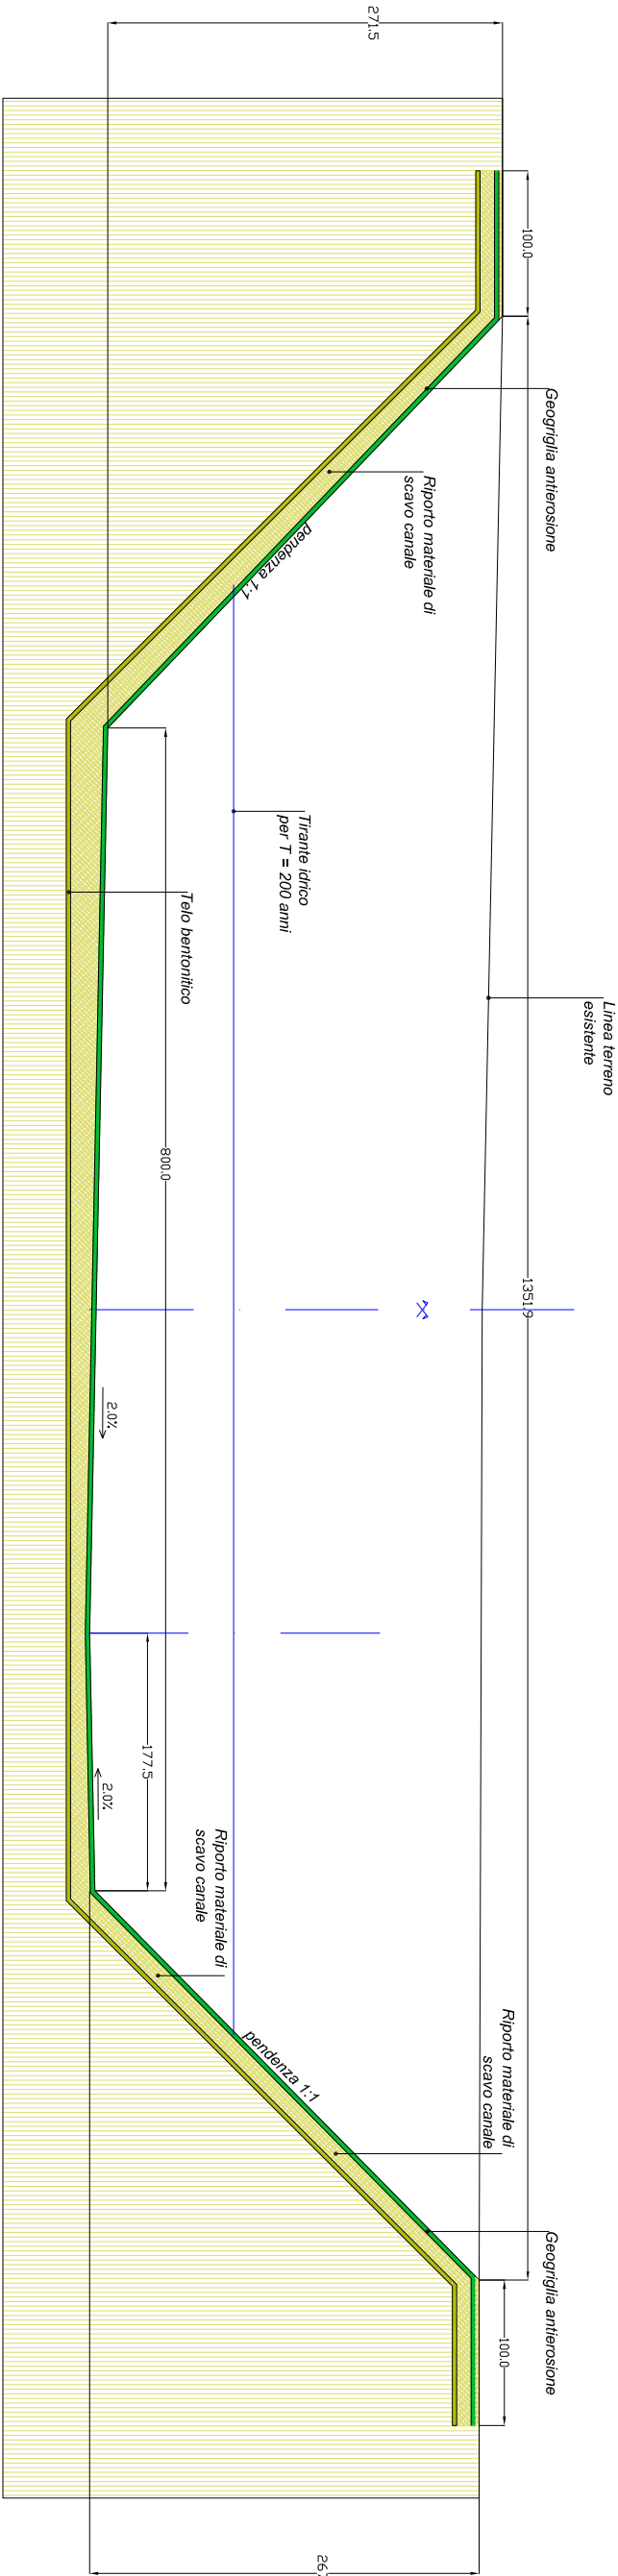 271.5
100.0
Geogriglia antierosione
Riporto materiale di
scavo canale
pendenza 1:1
Tirante idrico
per T = 200 anni
Telo bentonitico
Linea terreno
esistente
800.0
1351.9
2.0%
177.5
2.0%
Riporto materiale di
scavo canale
pendenza 1:1
Riporto materiale di
scavo canale
Geogriglia antierosione
100.0